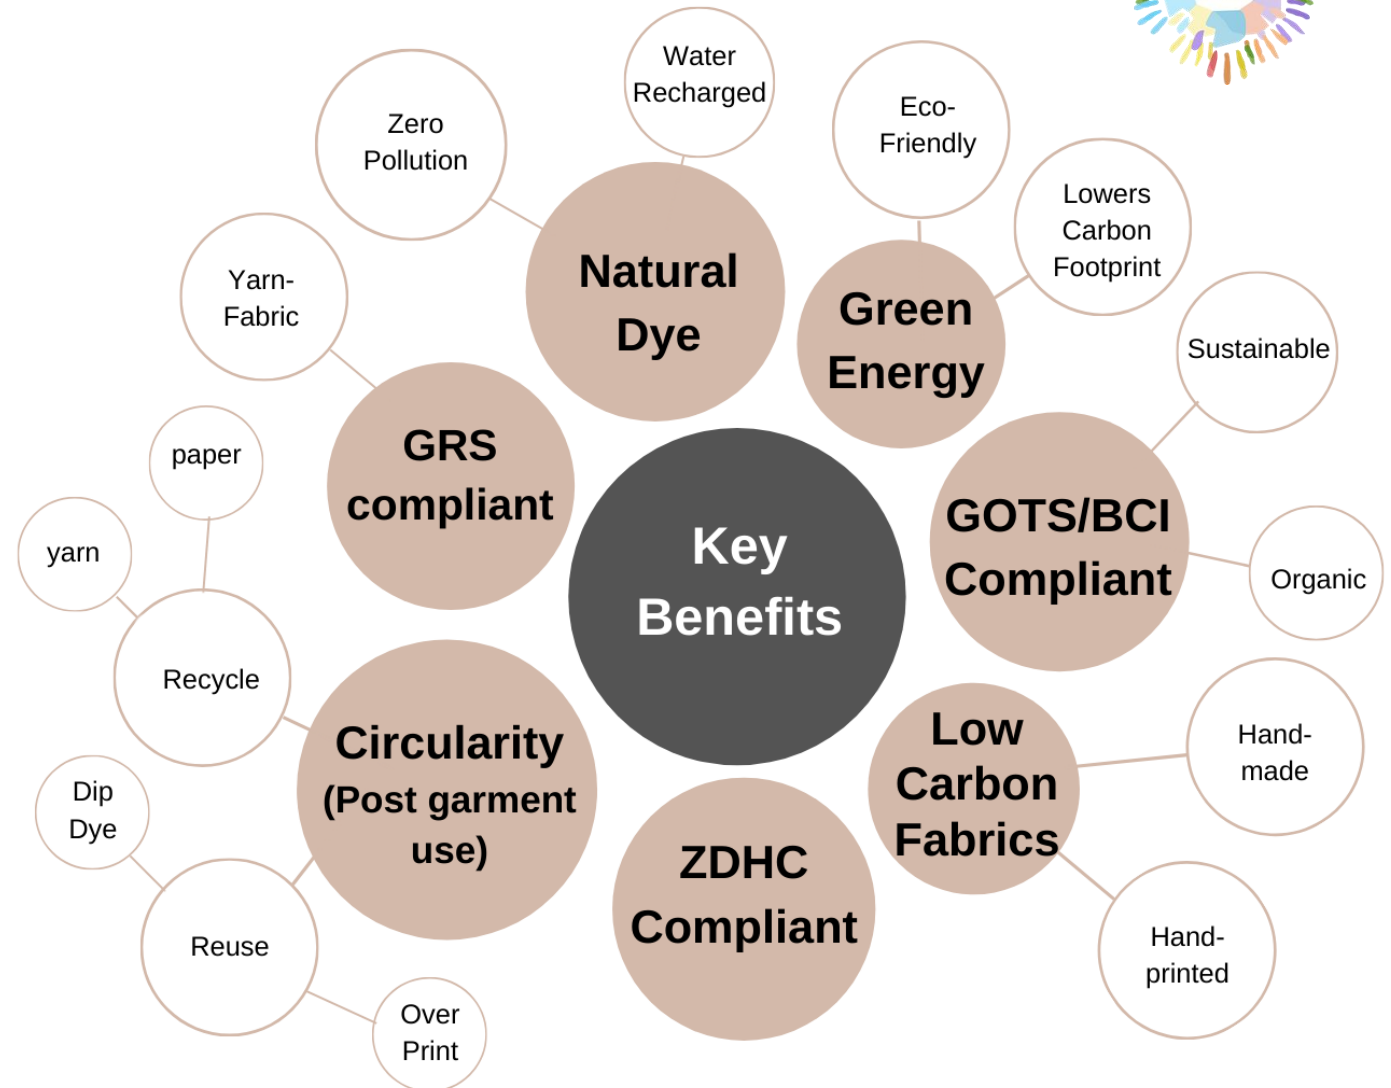 Water
Recharged
Zero
Pollution
Eco-
Friendly
Lowers
Carbon
Footprint
Yarn-
Fabric
Natural
Dye
Green
Energy
Sustainable
GRS
compliant
paper
yarn
Key
Benefits
GOTS/BCI
Compliant
Organic
Recycle
Circularity
(Post garment
use)
Low
Carbon
Fabrics
Hand-
made
Dip
Dye
ZDHC
Compliant
Reuse
Hand-
printed
Over
Print